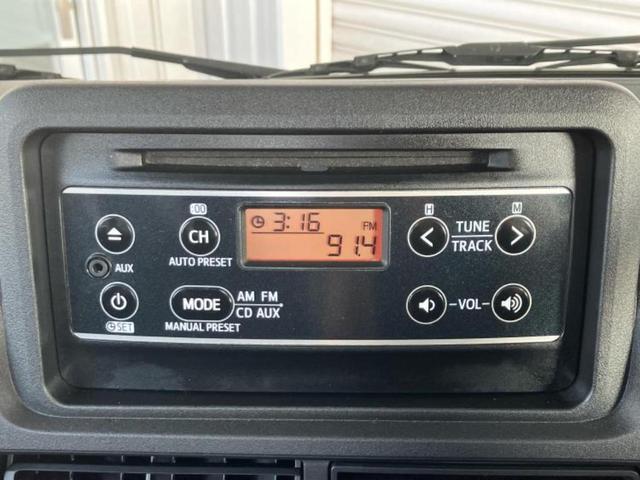 :00
H
M
3:16
FM
91.4
CH
AUTO PRESET
< TUNE >
TRACK
AUX
MODE
AM FM
CD AUX
MANUAL PRESET
-VOL-
SET